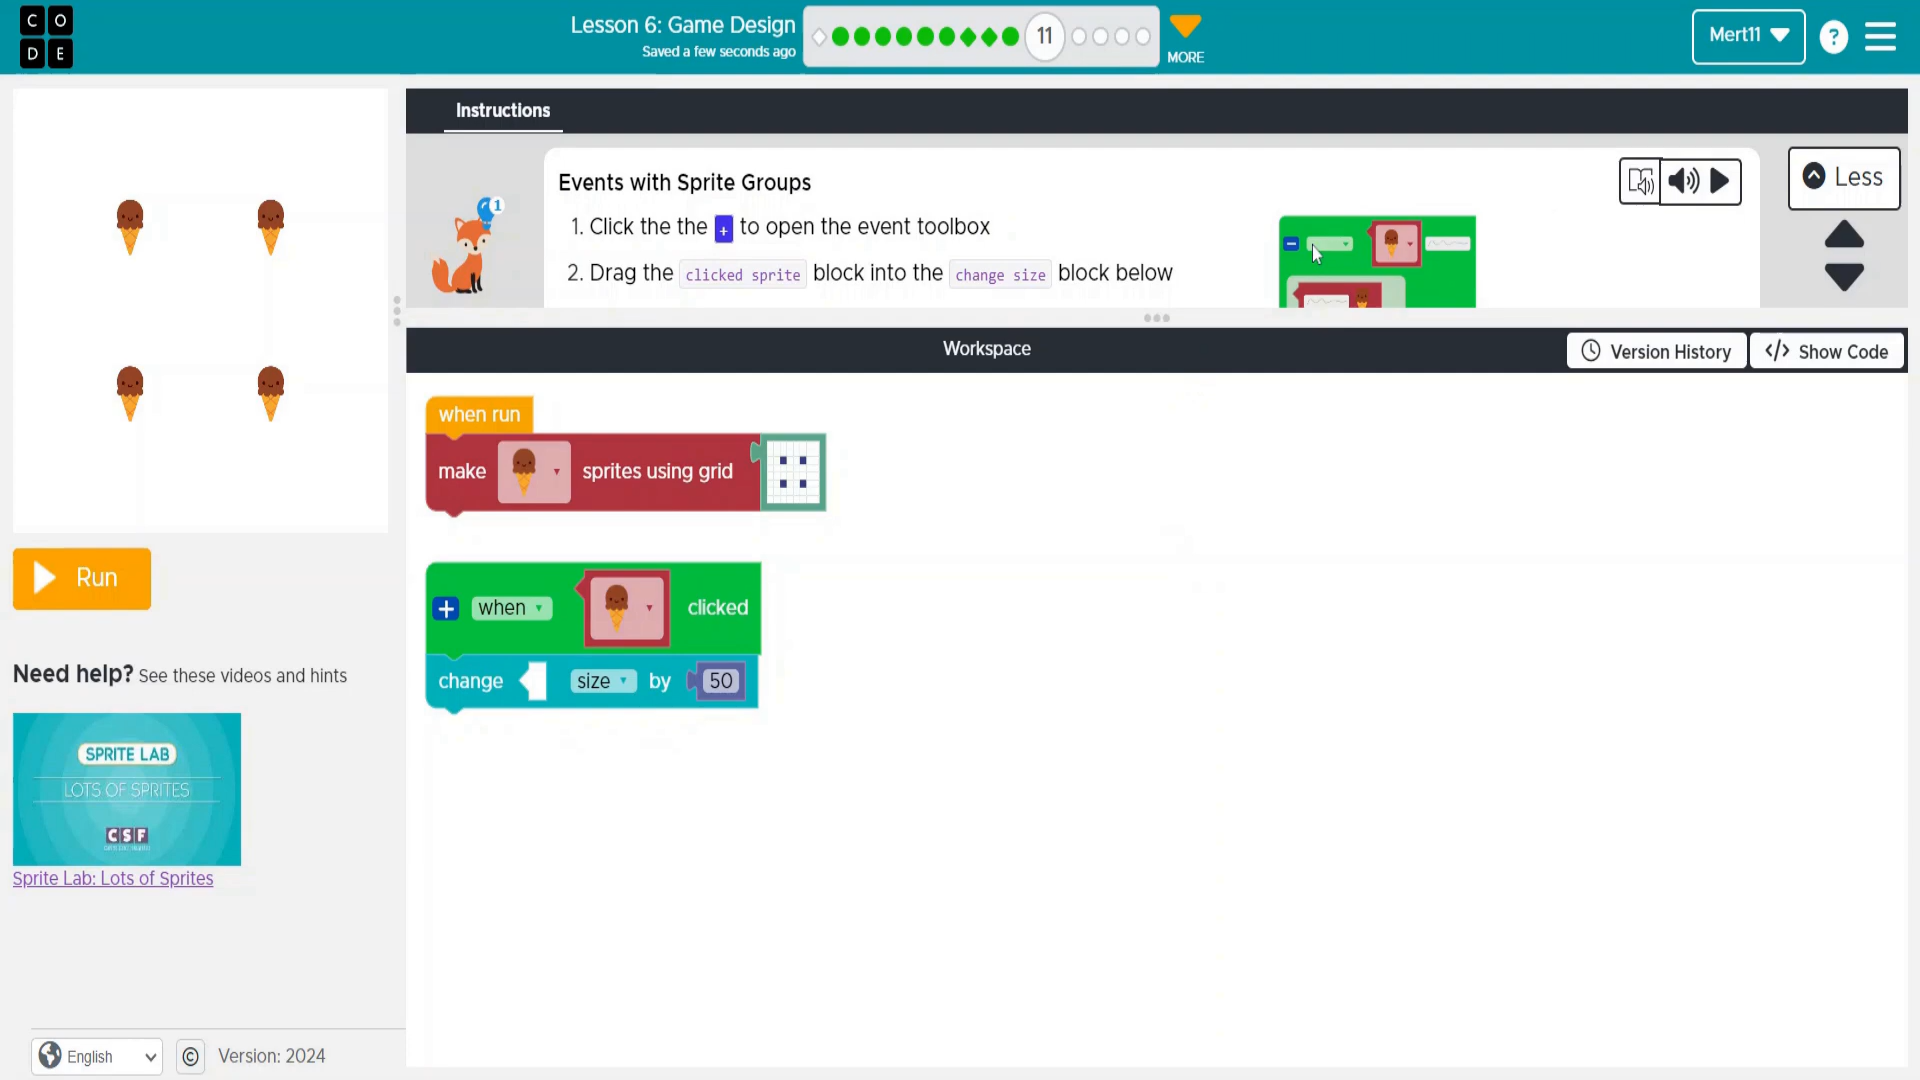 CODE
Lesson 6: Game Design
Saved a few seconds ago
11
MORE
Mert11
?
Instructions
Events with Sprite Groups
1. Click the the + to open the event toolbox
2. Drag the clicked sprite block into the change size block below
1
Less
Workspace
Version History
</> Show Code
when run
make sprites using grid
+ when clicked
change size by 50
Run
Need help? See these videos and hints
SPRITE LAB
LOTS OF SPRITES
CSF
Sprite Lab: Lots of Sprites
English
© Version: 2024